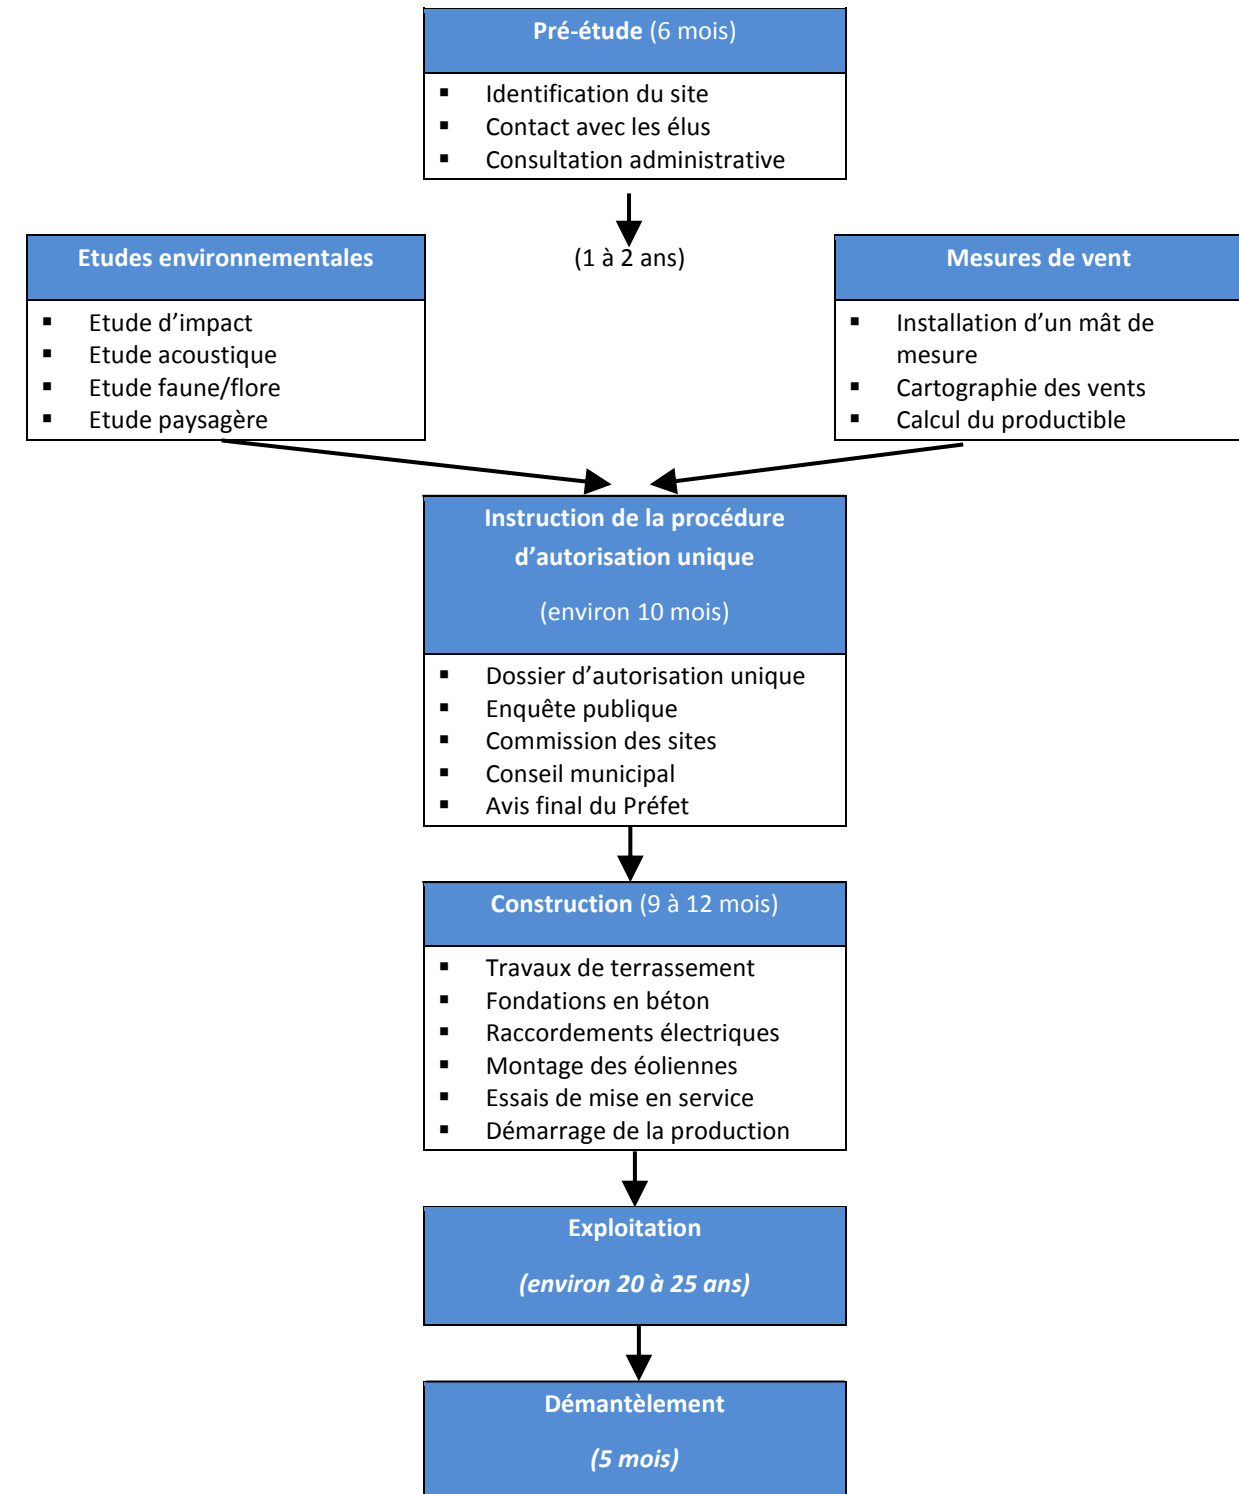 Pré-étude (6 mois)
▪ Identification du site
▪ Contact avec les élus
▪ Consultation administrative
(1 à 2 ans)
Etudes environnementales
▪ Etude d’impact
▪ Etude acoustique
▪ Etude faune/flore
▪ Etude paysagère
Mesures de vent
▪ Installation d’un mât de
mesure
▪ Cartographie des vents
▪ Calcul du productible
Instruction de la procédure
d’autorisation unique
(environ 10 mois)
▪ Dossier d’autorisation unique
▪ Enquête publique
▪ Commission des sites
▪ Conseil municipal
▪ Avis final du Préfet
Construction (9 à 12 mois)
▪ Travaux de terrassement
▪ Fondations en béton
▪ Raccordements électriques
▪ Montage des éoliennes
▪ Essais de mise en service
▪ Démarrage de la production
Exploitation
(environ 20 à 25 ans)
Démantèlement
(5 mois)